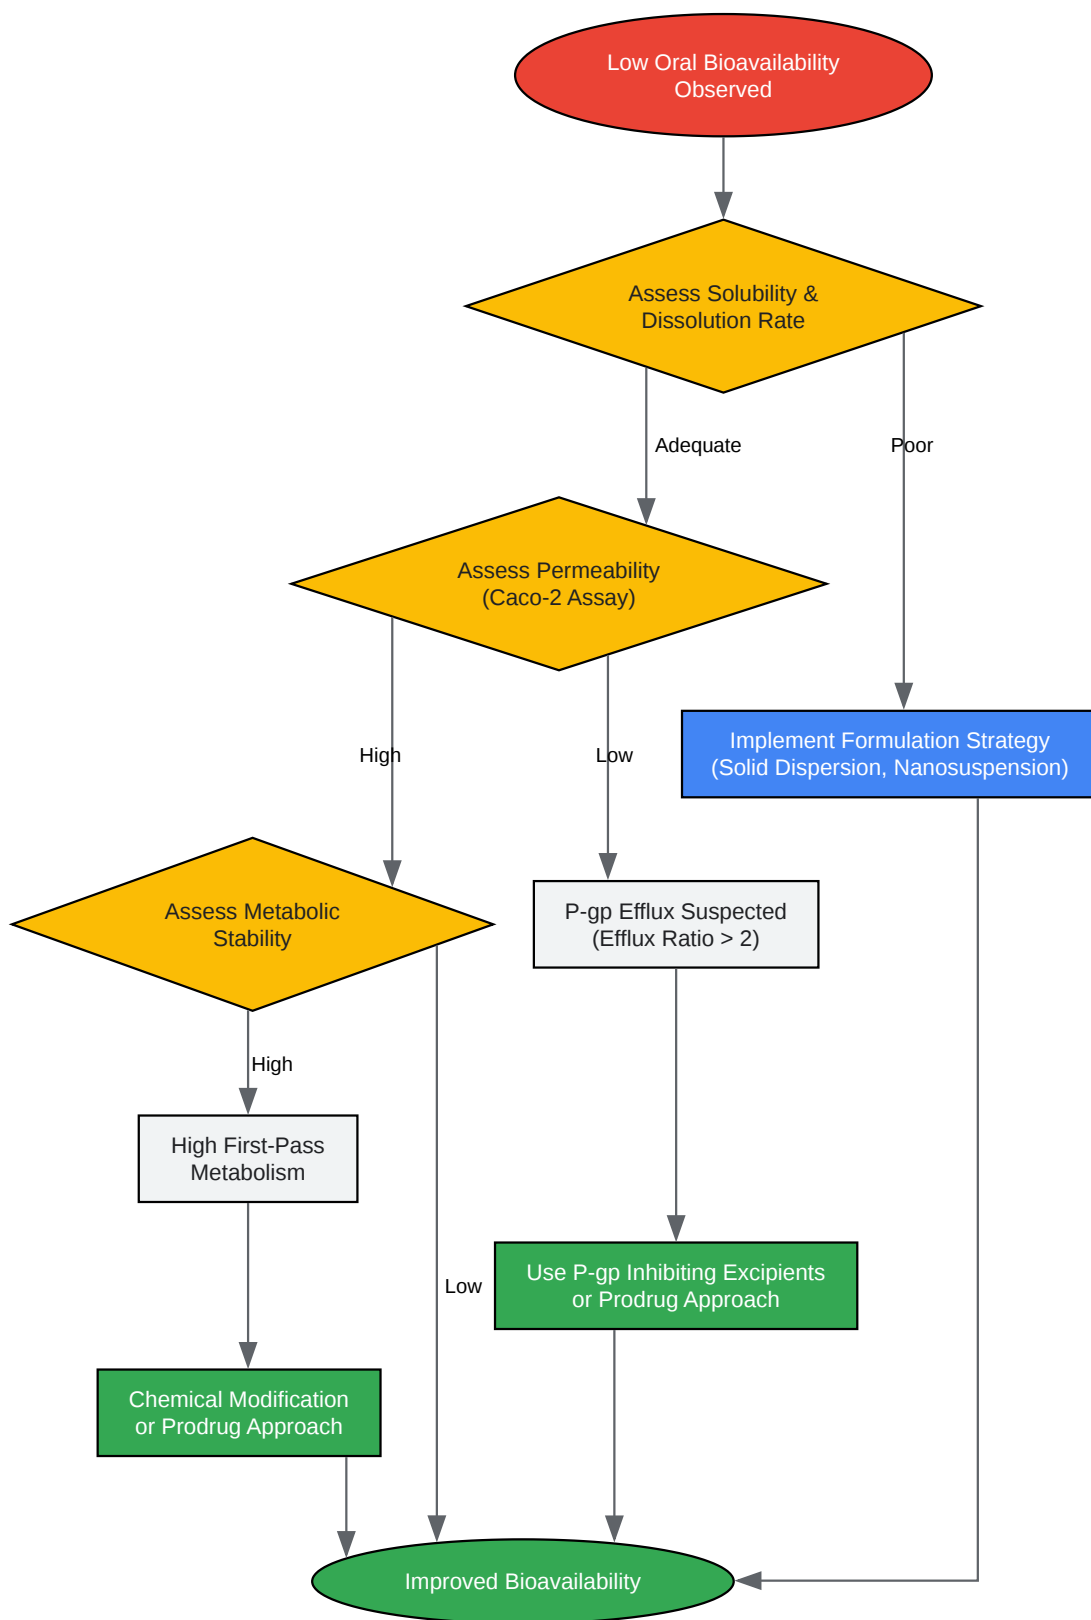 Low Oral Bioavailability
Observed
Assess Solubility &
Dissolution Rate
Adequate
Poor
Assess Permeability
(Caco-2 Assay)
High
Low
Implement Formulation Strategy
(Solid Dispersion, Nanosuspension)
Assess Metabolic
Stability
P-gp Efflux Suspected
(Efflux Ratio > 2)
High
High First-Pass
Metabolism
Low
Use P-gp Inhibiting Excipients
or Prodrug Approach
Chemical Modification
or Prodrug Approach
Improved Bioavailability